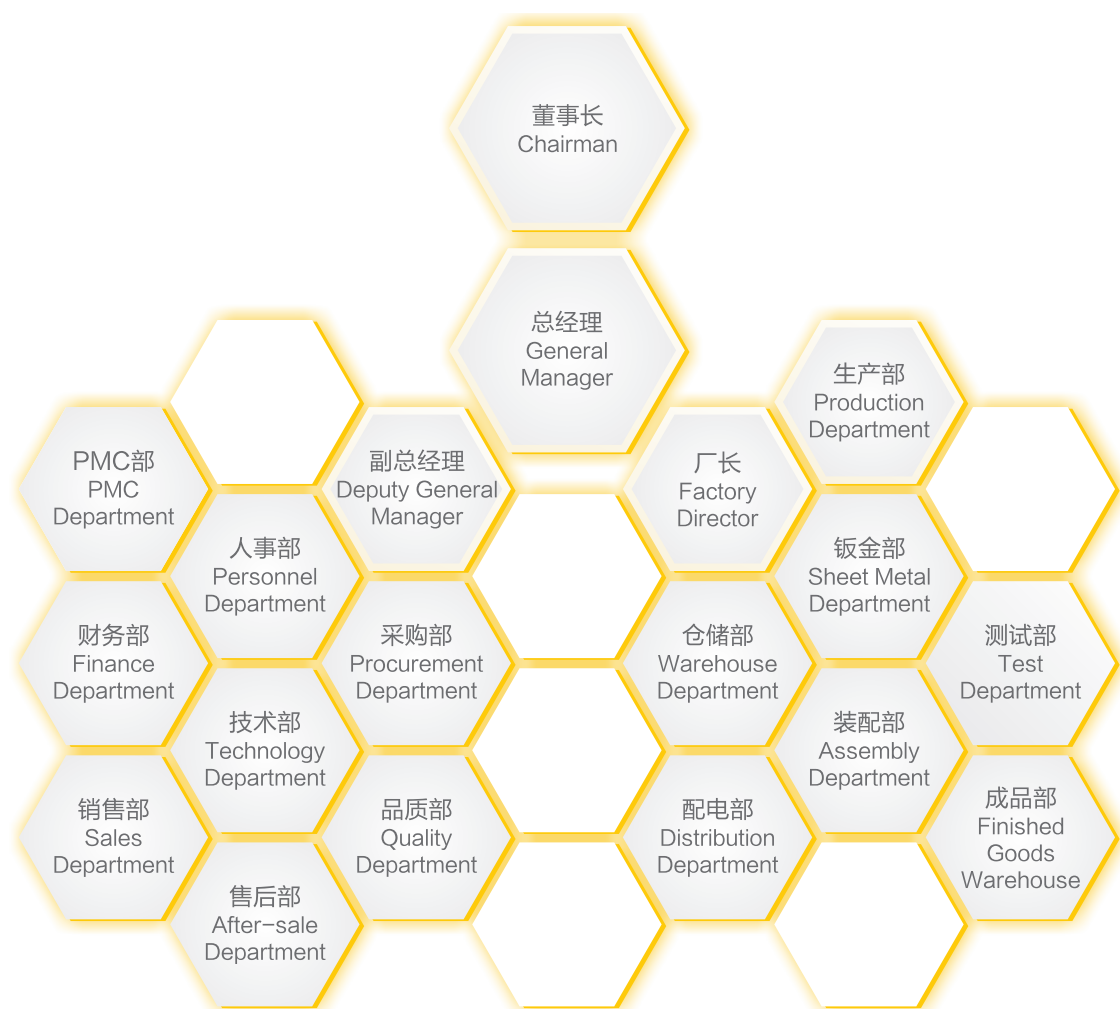 董事长
Chairman
总经理
General
Manager
生产部
Production
Department
PMC部
PMC
Department
副总经理
Deputy General
Manager
厂长
Factory
Director
人事部
Personnel
Department
钣金部
Sheet Metal
Department
财务部
Finance
Department
采购部
Procurement
Department
仓储部
Warehouse
Department
测试部
Test
Department
技术部
Technology
Department
装配部
Assembly
Department
销售部
Sales
Department
品质部
Quality
Department
配电部
Distribution
Department
成品部
Finished
Goods
Warehouse
售后部
After-sale
Department